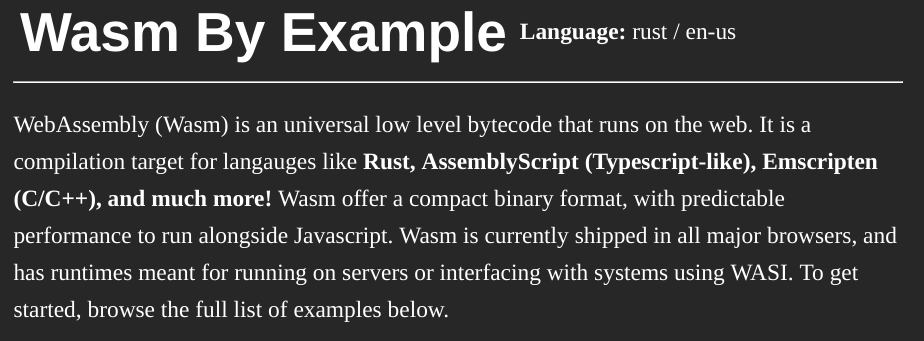 Wasm By Example Language: rust / en-us
WebAssembly (Wasm) is an universal low level bytecode that runs on the web. It is a
compilation target for langauges like Rust, AssemblyScript (Typescript-like), Emscripten
(C/C++), and much more! Wasm offer a compact binary format, with predictable
performance to run alongside Javascript. Wasm is currently shipped in all major browsers, and
has runtimes meant for running on servers or interfacing with systems using WASI. To get
started, browse the full list of examples below.